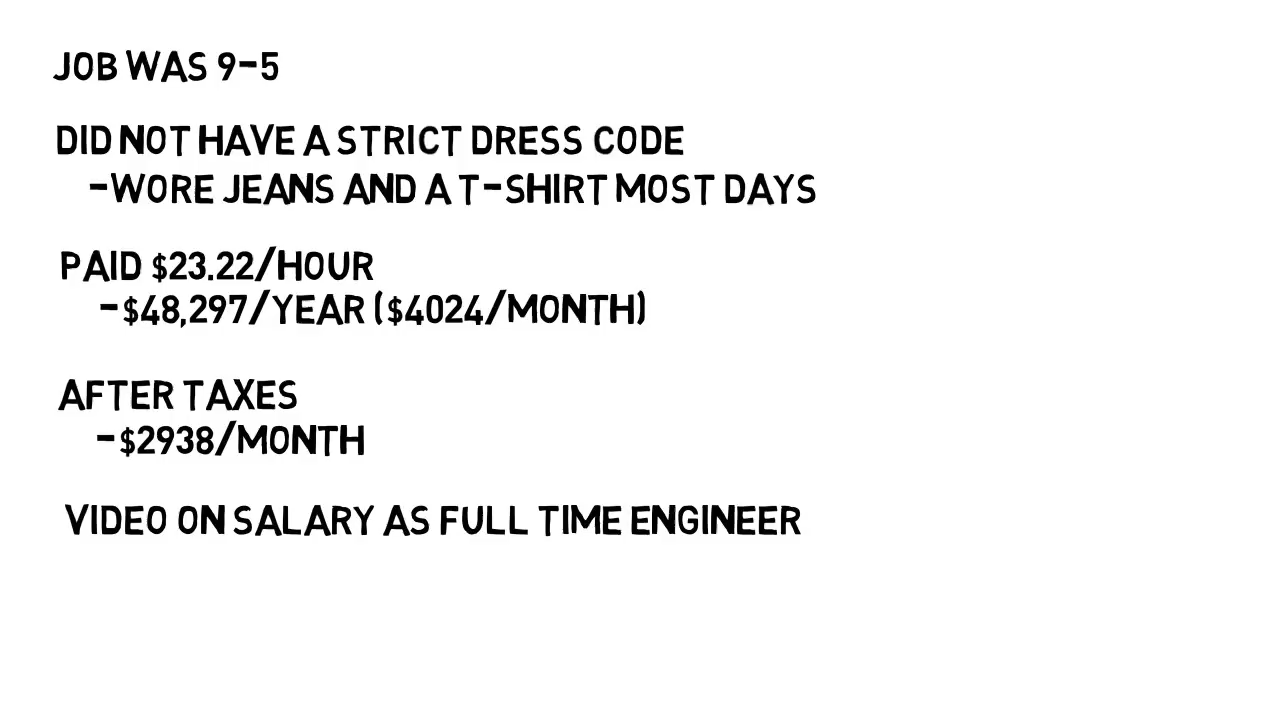 JOB WAS 9-5
DID NOT HAVE A STRICT DRESS CODE
-WORE JEANS AND A T-SHIRT MOST DAYS
PAID $23.22/HOUR
-$48,297/YEAR ($4024/MONTH)
AFTER TAXES
-$2938/MONTH
VIDEO ON SALARY AS FULL TIME ENGINEER